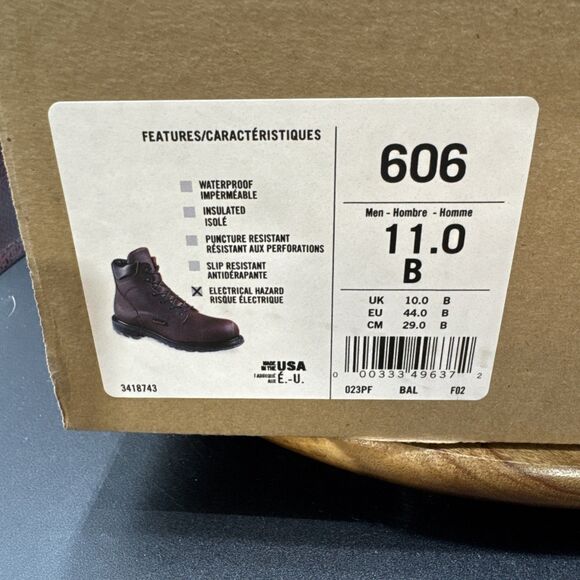 FEATURES/CARACTÉRISTIQUES
WATERPROOF
IMPERMÉABLE
INSULATED
ISOLÉ
PUNCTURE RESISTANT
RÉSISTANT AUX PERFORATIONS
SLIP RESISTANT
ANTIDÉRAPANTE
ELECTRICAL HAZARD
RISQUE ÉLECTRIQUE
MADE IN THE USA
FABRIQUÉ AUX É.-U.
3418743
606
Men - Hombre - Homme
11.0
B
UK 10.0 B
EU 44.0 B
CM 29.0 B
0 00333 49637 2
023PF BAL F02